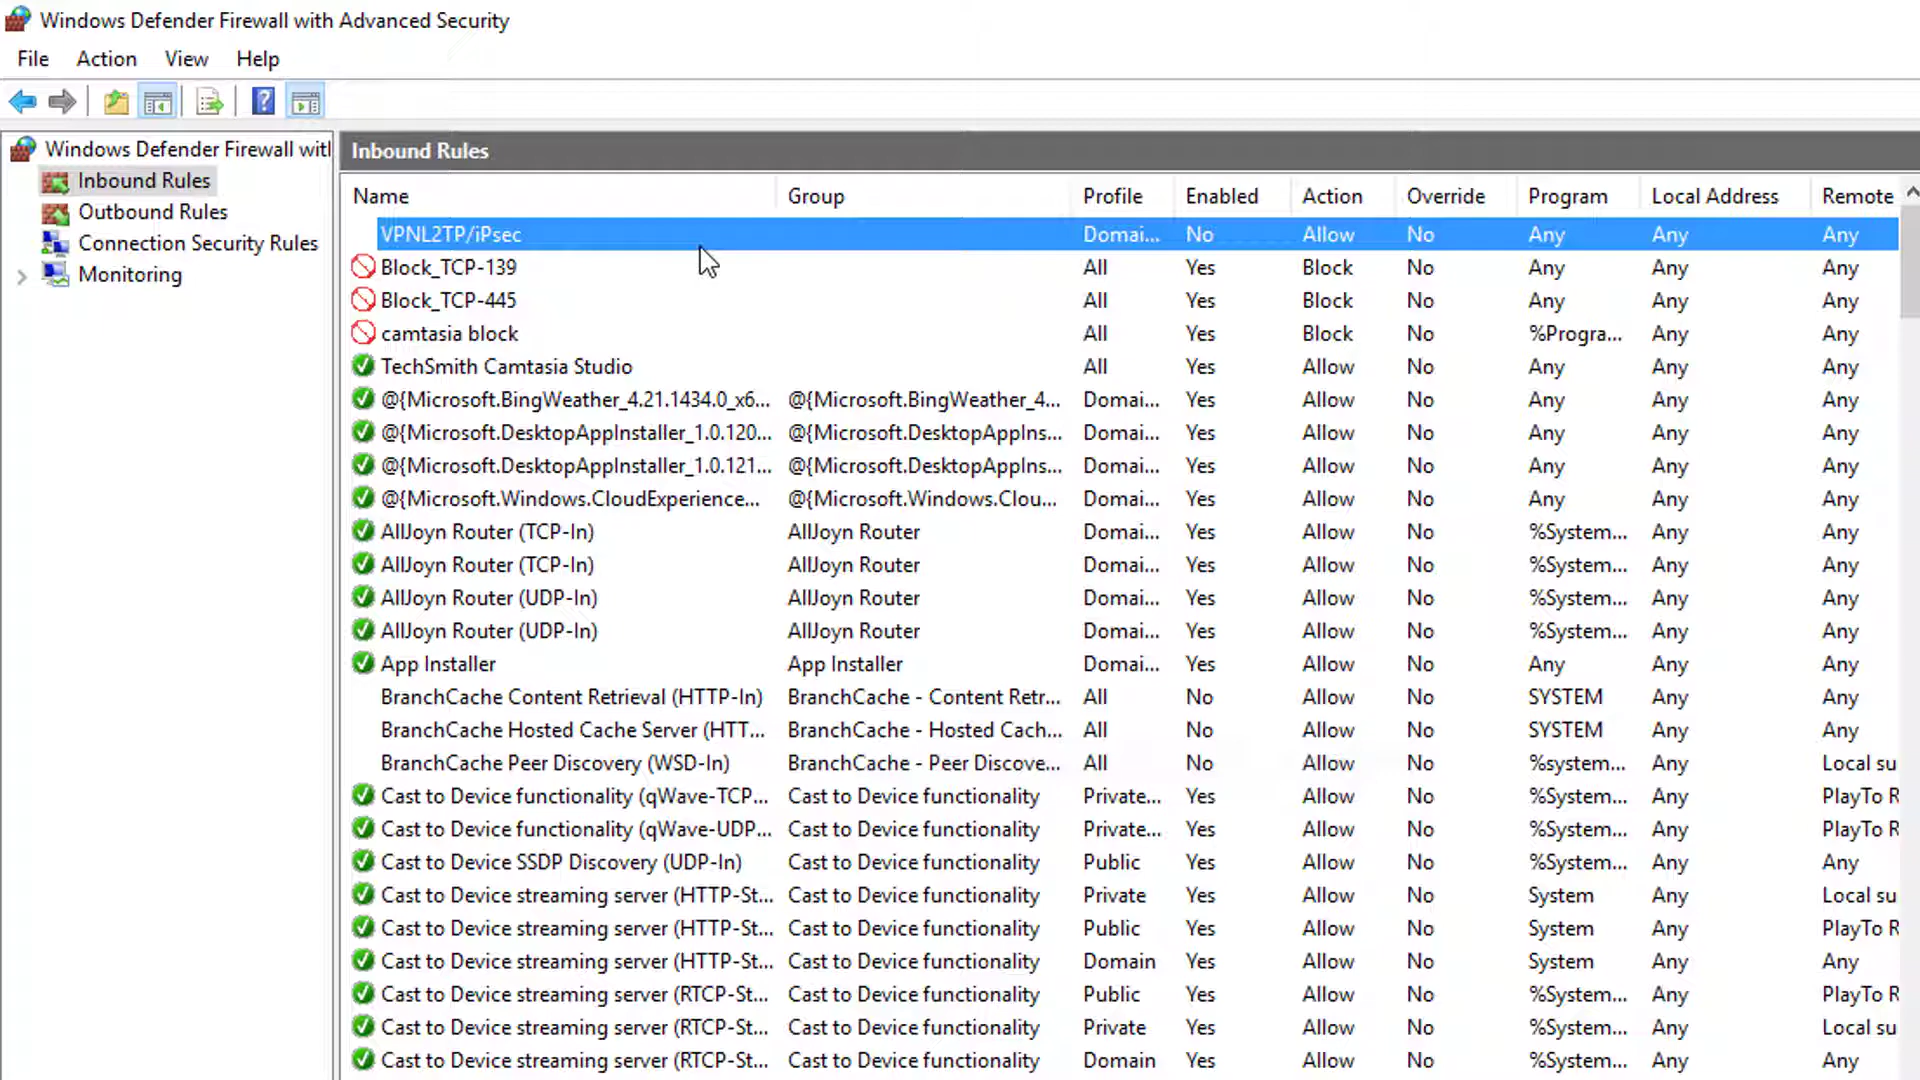 Windows Defender Firewall with Advanced Security
File Action View Help
Windows Defender Firewall witl
Inbound Rules
Outbound Rules
Connection Security Rules
Monitoring
Inbound Rules
Name Group Profile Enabled Action Override Program Local Address Remote
VPNL2TP/iPsec Domai... No Allow No Any Any Any
Block_TCP-139 All Yes Block No Any Any Any
Block_TCP-445 All Yes Block No Any Any Any
camtasia block All Yes Block No %Progra... Any Any
TechSmith Camtasia Studio All Yes Allow No Any Any Any
@{Microsoft.BingWeather_4.21.1434.0_x6... @{Microsoft.BingWeather_4... Domai... Yes Allow No Any Any Any
@{Microsoft.DesktopAppInstaller_1.0.120... @{Microsoft.DesktopAppIns... Domai... Yes Allow No Any Any Any
@{Microsoft.DesktopAppInstaller_1.0.121... @{Microsoft.DesktopAppIns... Domai... Yes Allow No Any Any Any
@{Microsoft.Windows.CloudExperience... @{Microsoft.Windows.Clou... Domai... Yes Allow No Any Any Any
AllJoyn Router (TCP-In) AllJoyn Router Domai... Yes Allow No %System... Any Any
AllJoyn Router (TCP-In) AllJoyn Router Domai... Yes Allow No %System... Any Any
AllJoyn Router (UDP-In) AllJoyn Router Domai... Yes Allow No %System... Any Any
AllJoyn Router (UDP-In) AllJoyn Router Domai... Yes Allow No %System... Any Any
App Installer App Installer Domai... Yes Allow No Any Any Any
BranchCache Content Retrieval (HTTP-In) BranchCache - Content Retr... All No Allow No SYSTEM Any Any
BranchCache Hosted Cache Server (HTT... BranchCache - Hosted Cach... All No Allow No SYSTEM Any Any
BranchCache Peer Discovery (WSD-In) BranchCache - Peer Discove... All No Allow No %system... Any Local su
Cast to Device functionality (qWave-TCP... Cast to Device functionality Private... Yes Allow No %System... Any PlayTo R
Cast to Device functionality (qWave-UDP... Cast to Device functionality Private... Yes Allow No %System... Any PlayTo R
Cast to Device SSDP Discovery (UDP-In) Cast to Device functionality Public Yes Allow No %System... Any Any
Cast to Device streaming server (HTTP-St... Cast to Device functionality Private Yes Allow No System Any Local su
Cast to Device streaming server (HTTP-St... Cast to Device functionality Public Yes Allow No System Any PlayTo R
Cast to Device streaming server (HTTP-St... Cast to Device functionality Domain Yes Allow No System Any Any
Cast to Device streaming server (RTCP-St... Cast to Device functionality Public Yes Allow No %System... Any PlayTo R
Cast to Device streaming server (RTCP-St... Cast to Device functionality Private Yes Allow No %System... Any Local su
Cast to Device streaming server (RTCP-St... Cast to Device functionality Domain Yes Allow No %System... Any Any